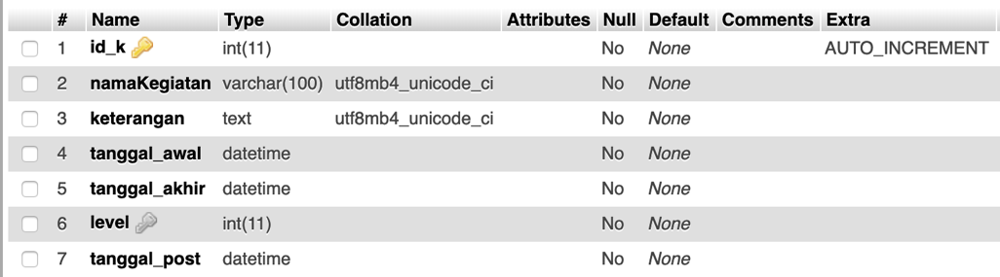 # Name Type Collation Attributes Null Default Comments Extra
1 id_k int(11) No None AUTO_INCREMENT
2 namaKegiatan varchar(100) utf8mb4_unicode_ci No None
3 keterangan text utf8mb4_unicode_ci No None
4 tanggal_awal datetime No None
5 tanggal_akhir datetime No None
6 level int(11) No None
7 tanggal_post datetime No None